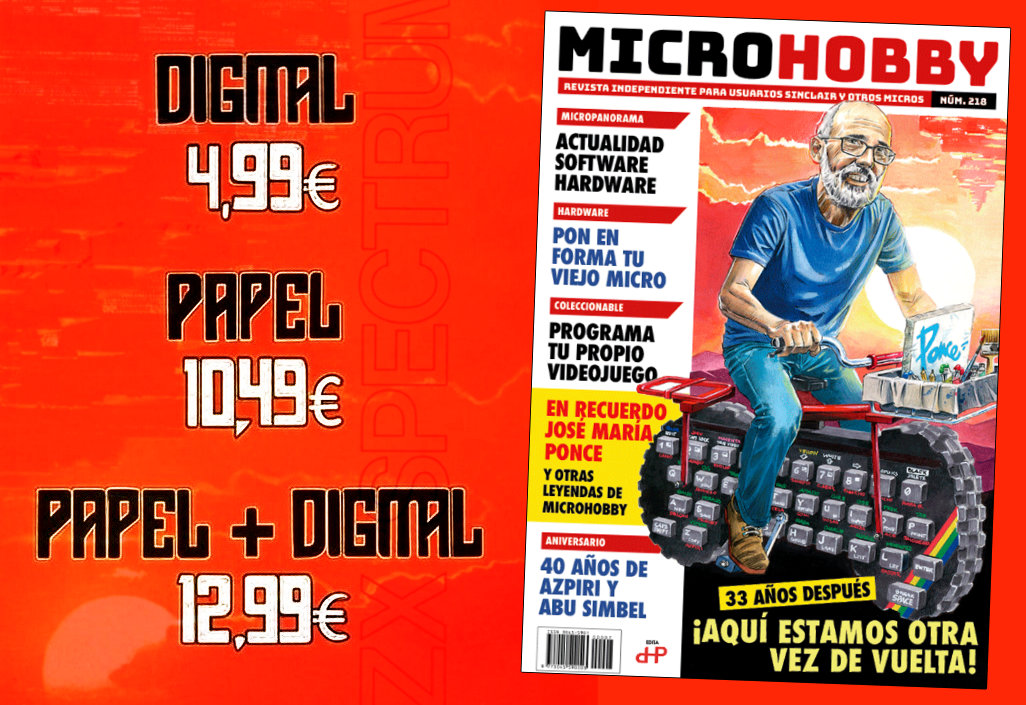 DIGITAL
4,99€
PAPEL
10,49€
PAPEL + DIGITAL
12,99€
ZX SPECTRUM
MICROHOBBY
REVISTA INDEPENDIENTE PARA USUARIOS SINCLAIR Y OTROS MICROS
NÚM. 218
MICROPANORAMA
ACTUALIDAD
SOFTWARE
HARDWARE
HARDWARE
PON EN
FORMA TU
VIEJO MICRO
COLECCIONABLE
PROGRAMA
TU PROPIO
VIDEOJUEGO
EN RECUERDO
JOSÉ MARÍA
PONCE
Y OTRAS
LEYENDAS DE
MICROHOBBY
ANIVERSARIO
40 AÑOS DE
AZPIRI Y
ABU SIMBEL
EDITA
dHP
Ponce
33 AÑOS DESPUÉS
¡AQUÍ ESTAMOS OTRA
VEZ DE VUELTA!